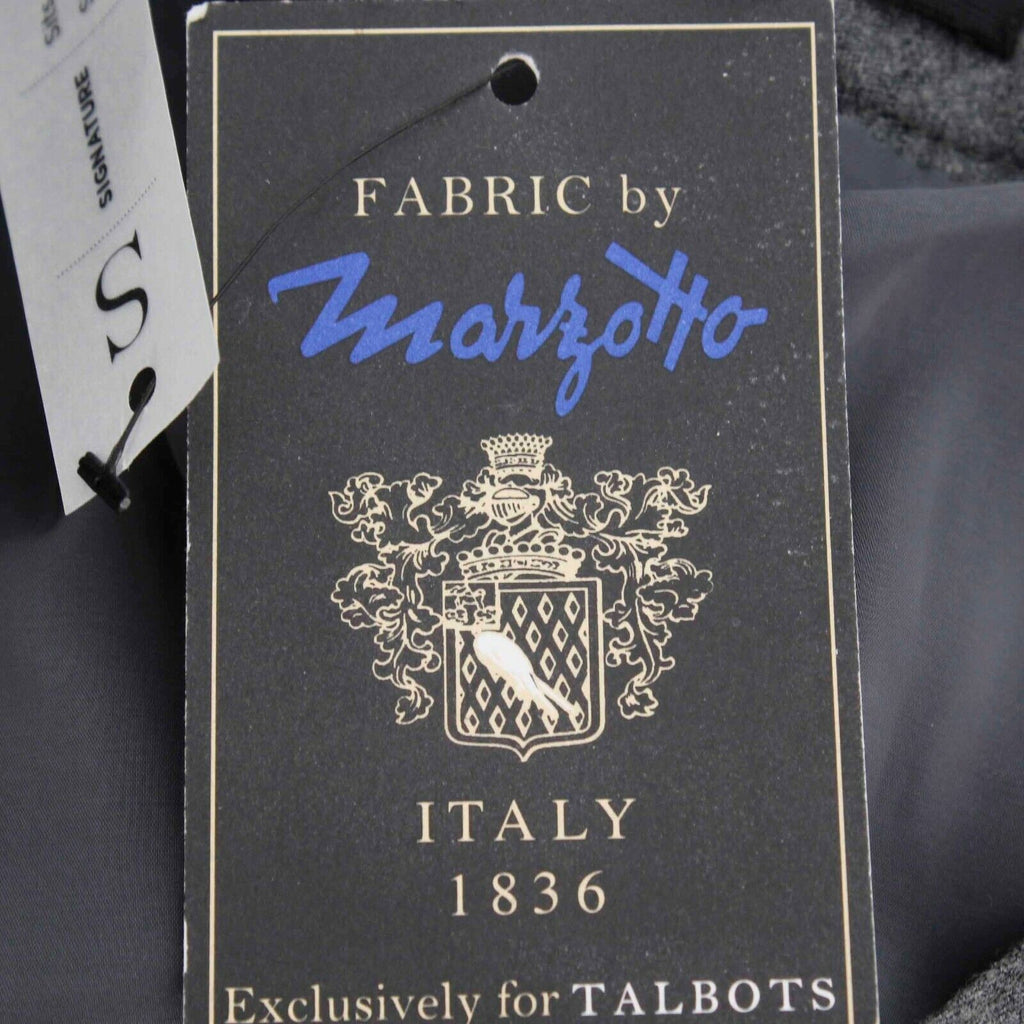 SIGNATURE
S
FABRIC by
marzotto
ITALY
1836
Exclusively for TALBOTS